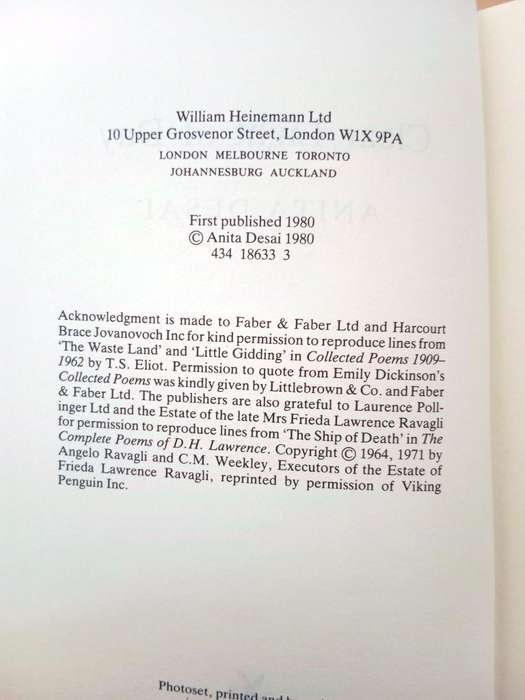 William Heinemann Ltd
10 Upper Grosvenor Street, London W1X 9PA
LONDON MELBOURNE TORONTO
JOHANNESBURG AUCKLAND
First published 1980
© Anita Desai 1980
434 18633 3
Acknowledgment is made to Faber & Faber Ltd and Harcourt
Brace Jovanovoch Inc for kind permission to reproduce lines from
‘The Waste Land’ and ‘Little Gidding’ in Collected Poems 1909–
1962 by T.S. Eliot. Permission to quote from Emily Dickinson's
Collected Poems was kindly given by Littlebrown & Co. and Faber
& Faber Ltd. The publishers are also grateful to Laurence Poll-
inger Ltd and the Estate of the late Mrs Frieda Lawrence Ravagli
for permission to reproduce lines from ‘The Ship of Death’ in The
Complete Poems of D.H. Lawrence. Copyright © 1964, 1971 by
Angelo Ravagli and C.M. Weekley, Executors of the Estate of
Frieda Lawrence Ravagli, reprinted by permission of Viking
Penguin Inc.
Photoset, printed and